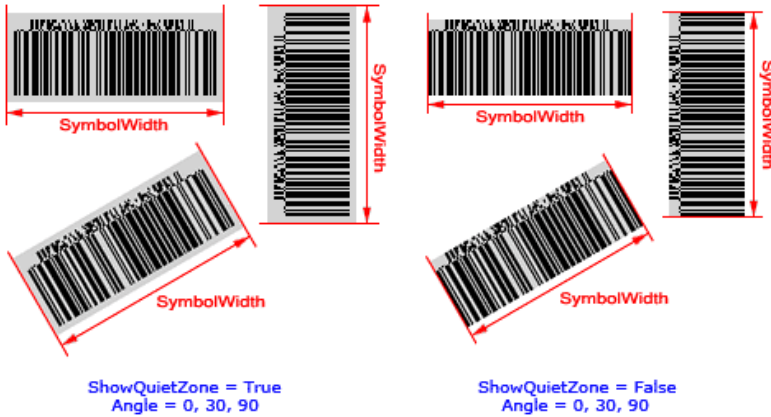 SymbolWidth
SymbolWidth
SymbolWidth
ShowQuietZone = True
Angle = 0, 30, 90
SymbolWidth
SymbolWidth
SymbolWidth
ShowQuietZone = False
Angle = 0, 30, 90